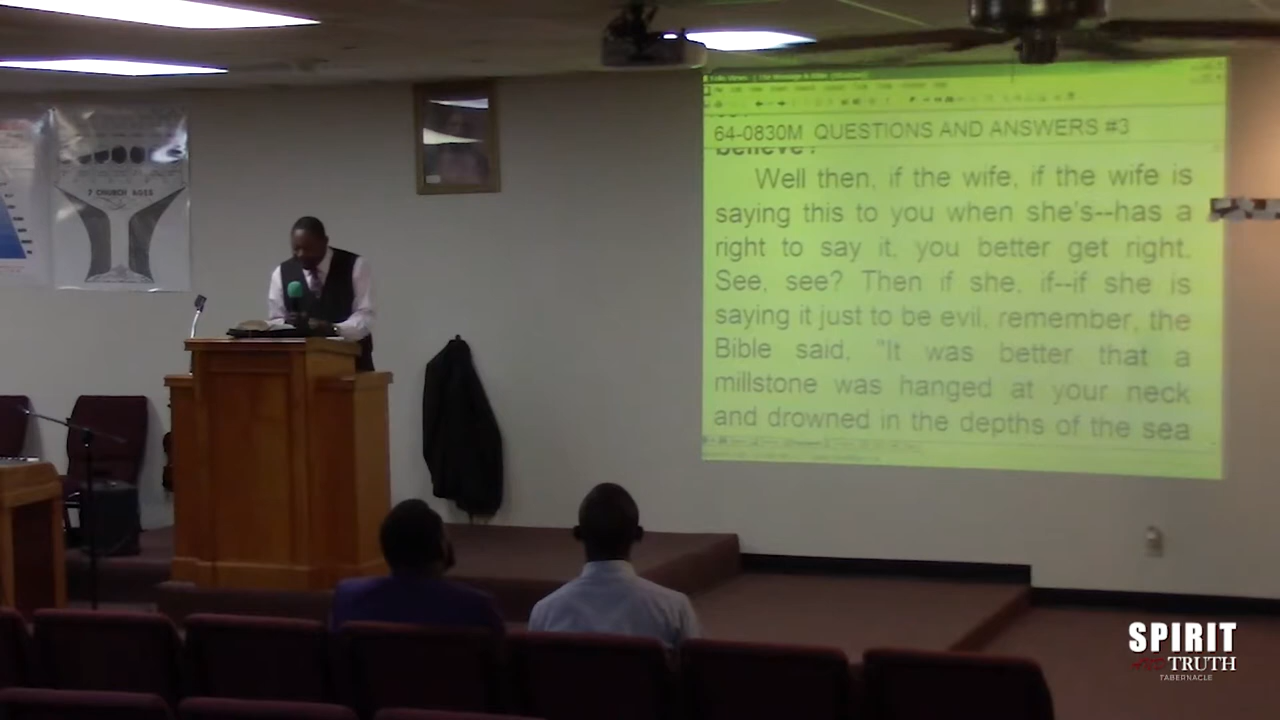 7 CHURCH AGES
64-0830M QUESTIONS AND ANSWERS #3
believe?
Well then, if the wife, if the wife is
saying this to you when she's--has a
right to say it, you better get right.
See, see? Then if she, if--if she is
saying it just to be evil, remember, the
Bible said, "It was better that a
millstone was hanged at your neck
and drowned in the depths of the sea
SPIRIT
AND TRUTH
TABERNACLE